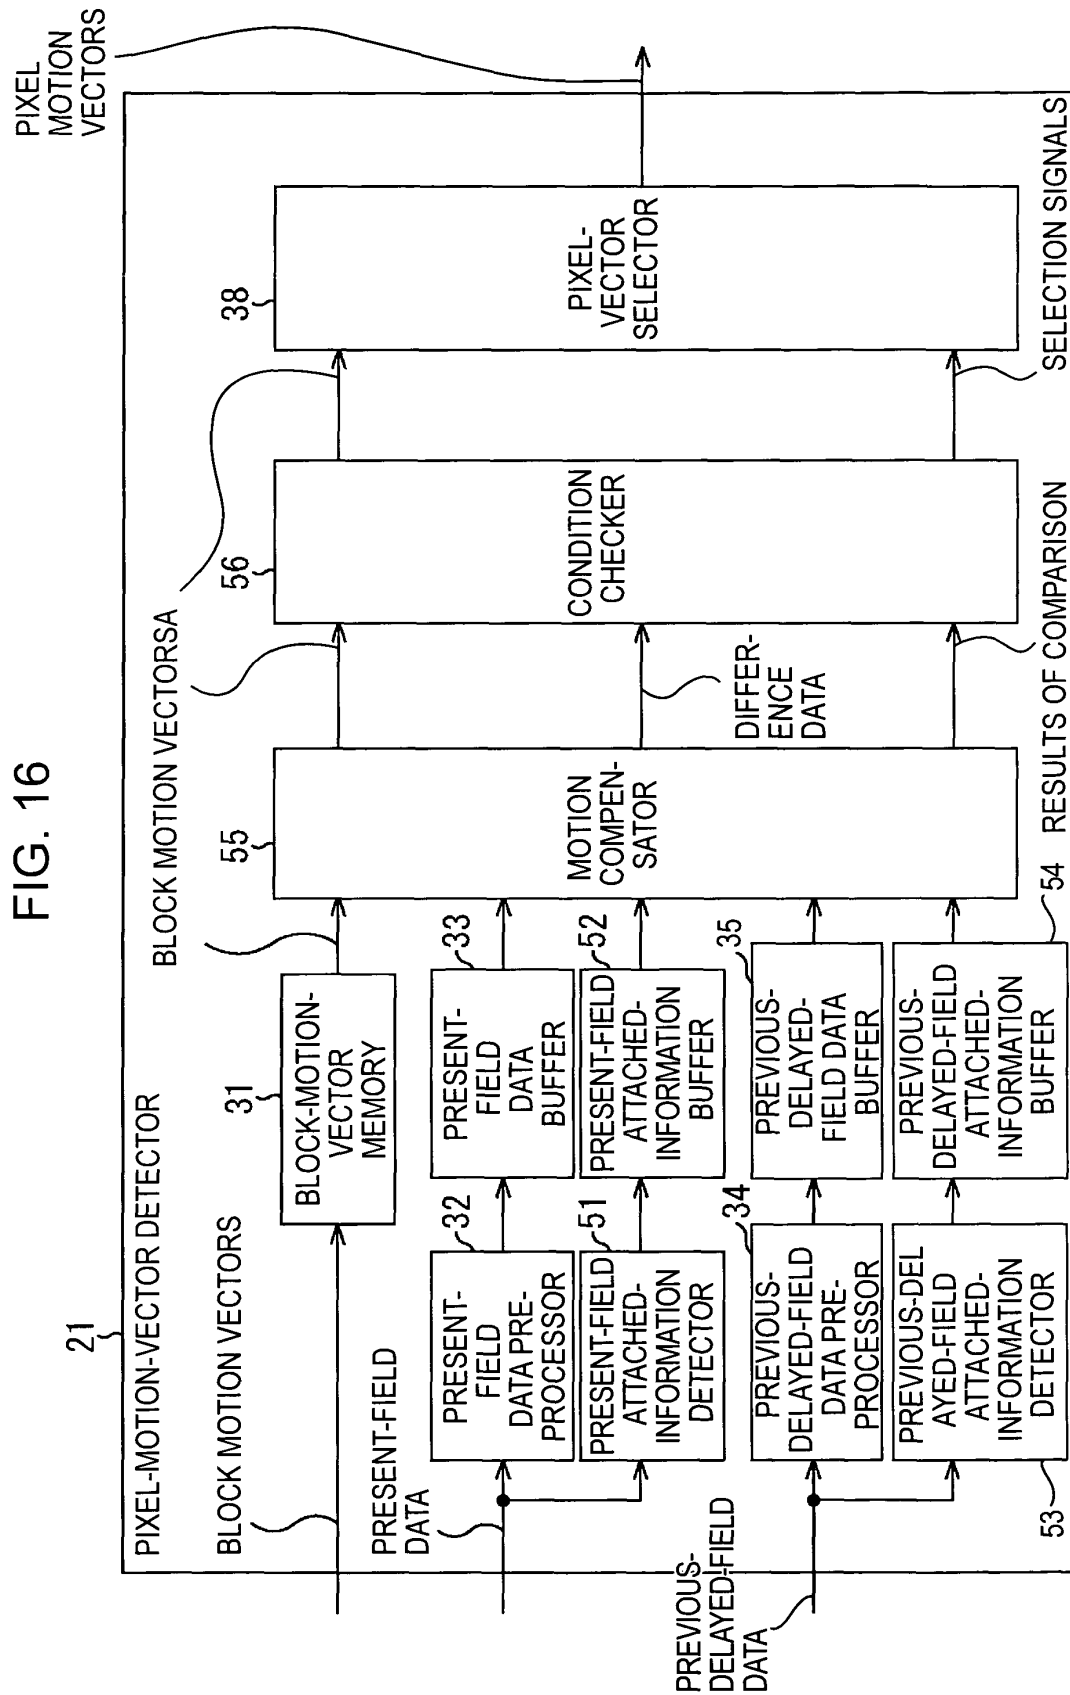 FIG. 16
21
PIXEL-MOTION-VECTOR DETECTOR
BLOCK MOTION VECTORS
31
BLOCK-MOTION-
VECTOR
MEMORY
BLOCK MOTION VECTORSA
PIXEL
MOTION
VECTORS
PRESENT-FIELD
DATA
32
PRESENT-
FIELD
DATA PRE-
PROCESSOR
33
PRESENT-
FIELD
DATA
BUFFER
51
PRESENT-FIELD
ATTACHED-
INFORMATION
DETECTOR
52
PRESENT-FIELD
ATTACHED-
INFORMATION
BUFFER
PREVIOUS-
DELAYED-FIELD
DATA
34
PREVIOUS-
DELAYED-FIELD
DATA PRE-
PROCESSOR
35
PREVIOUS-
DELAYED-
FIELD DATA
BUFFER
53
PREVIOUS-DEL
AYED-FIELD
ATTACHED-
INFORMATION
DETECTOR
54
PREVIOUS-
DELAYED-FIELD
ATTACHED-
INFORMATION
BUFFER
55
MOTION
COMPEN-
SATOR
DIFFER-
ENCE
DATA
RESULTS OF COMPARISON
56
CONDITION
CHECKER
SELECTION SIGNALS
38
PIXEL-
VECTOR
SELECTOR